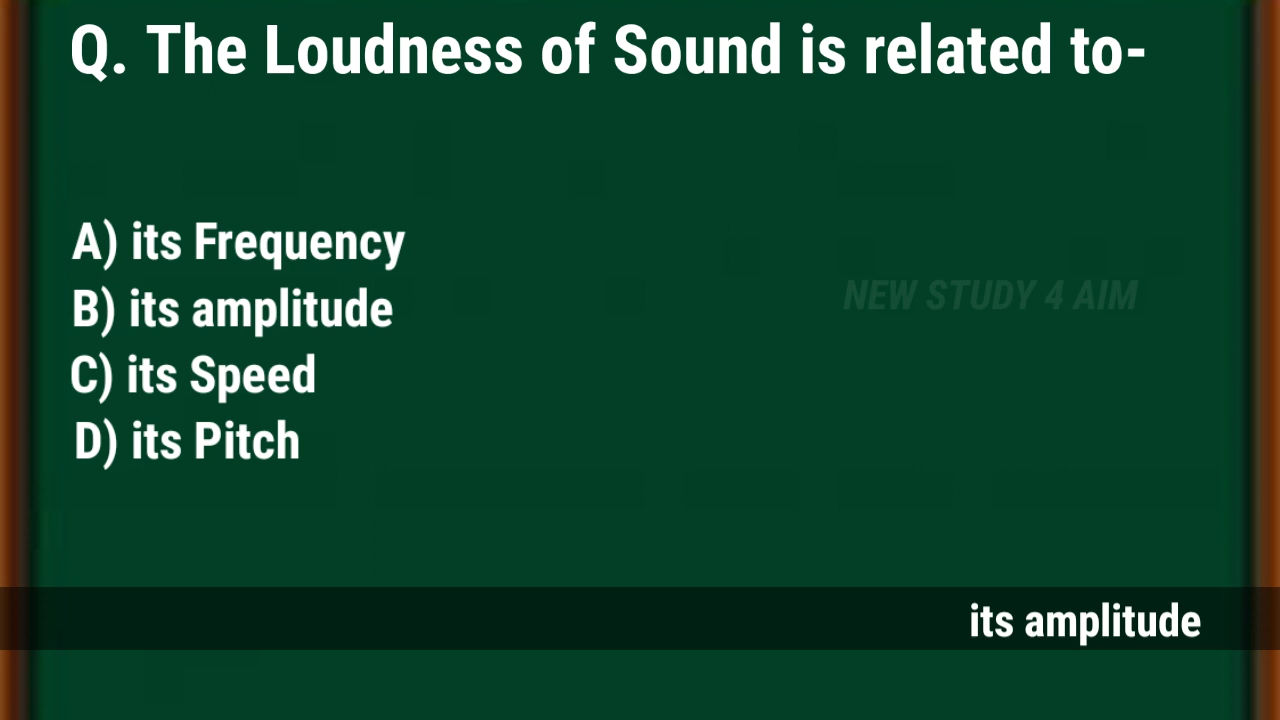 Q. The Loudness of Sound is related to-
A) its Frequency
B) its amplitude
NEW STUDY 4 AIM
C) its Speed
D) its Pitch
its amplitude